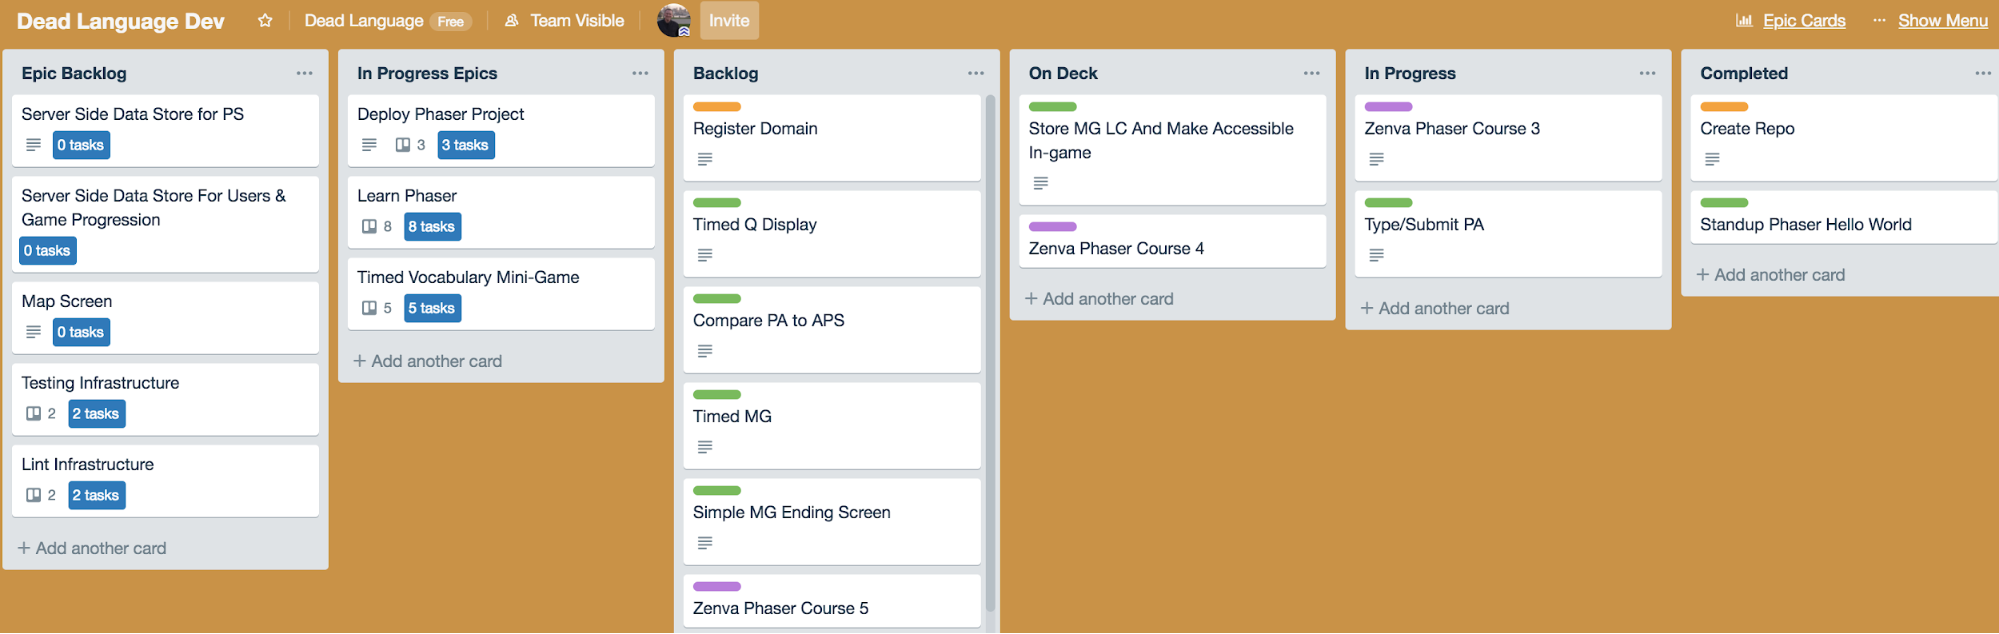 Dead Language Dev
Dead Language Free
Team Visible
Invite
Epic Cards
··· Show Menu
Epic Backlog
Server Side Data Store for PS
0 tasks
Server Side Data Store For Users &
Game Progression
0 tasks
Map Screen
0 tasks
Testing Infrastructure
2 2 tasks
Lint Infrastructure
2 2 tasks
+ Add another card
In Progress Epics
Deploy Phaser Project
3 3 tasks
Learn Phaser
8 8 tasks
Timed Vocabulary Mini-Game
5 5 tasks
+ Add another card
Backlog
Register Domain
Timed Q Display
Compare PA to APS
Timed MG
Simple MG Ending Screen
Zenva Phaser Course 5
On Deck
Store MG LC And Make Accessible
In-game
Zenva Phaser Course 4
+ Add another card
In Progress
Zenva Phaser Course 3
Type/Submit PA
+ Add another card
Completed
Create Repo
Standup Phaser Hello World
+ Add another card